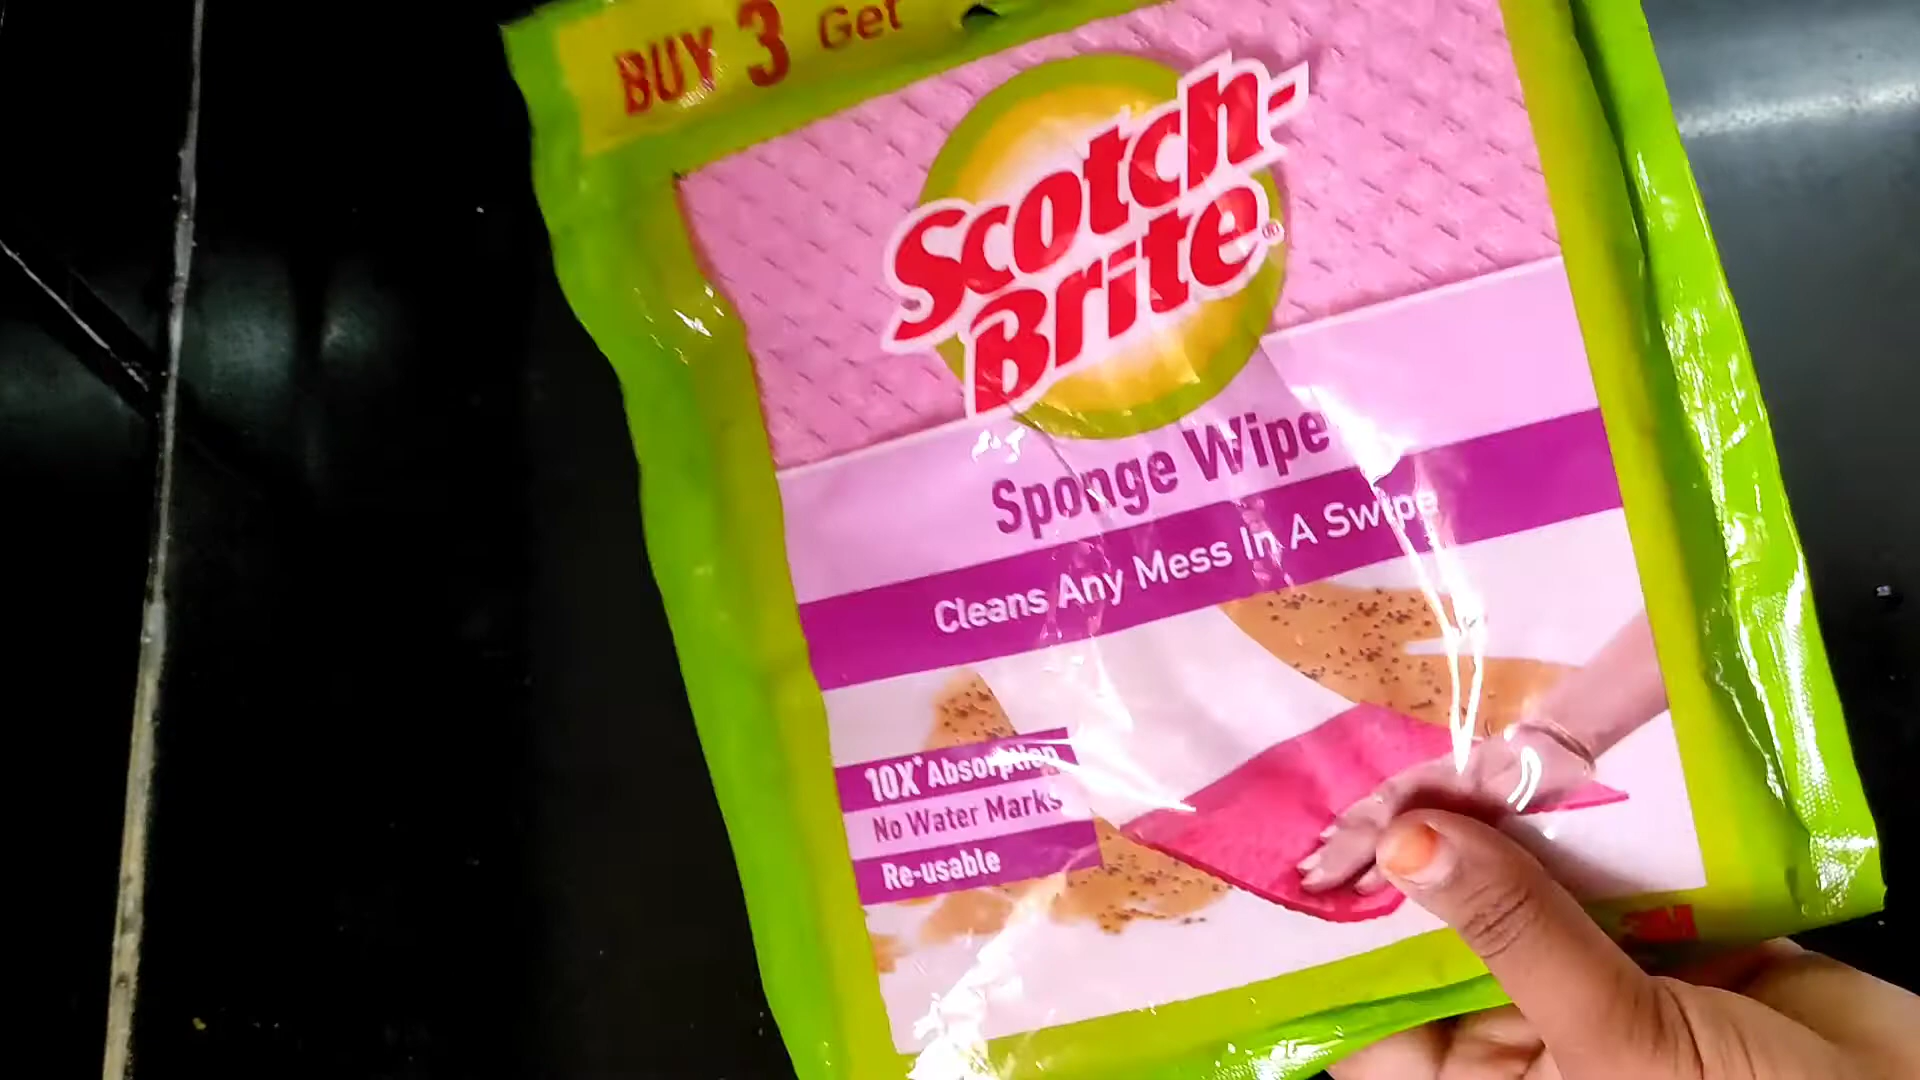 BUY 3 Get
Scotch-
Brite®
Sponge Wipe
Cleans Any Mess In A Swipe
10X* Absorption
No Water Marks
Re-usable
3M